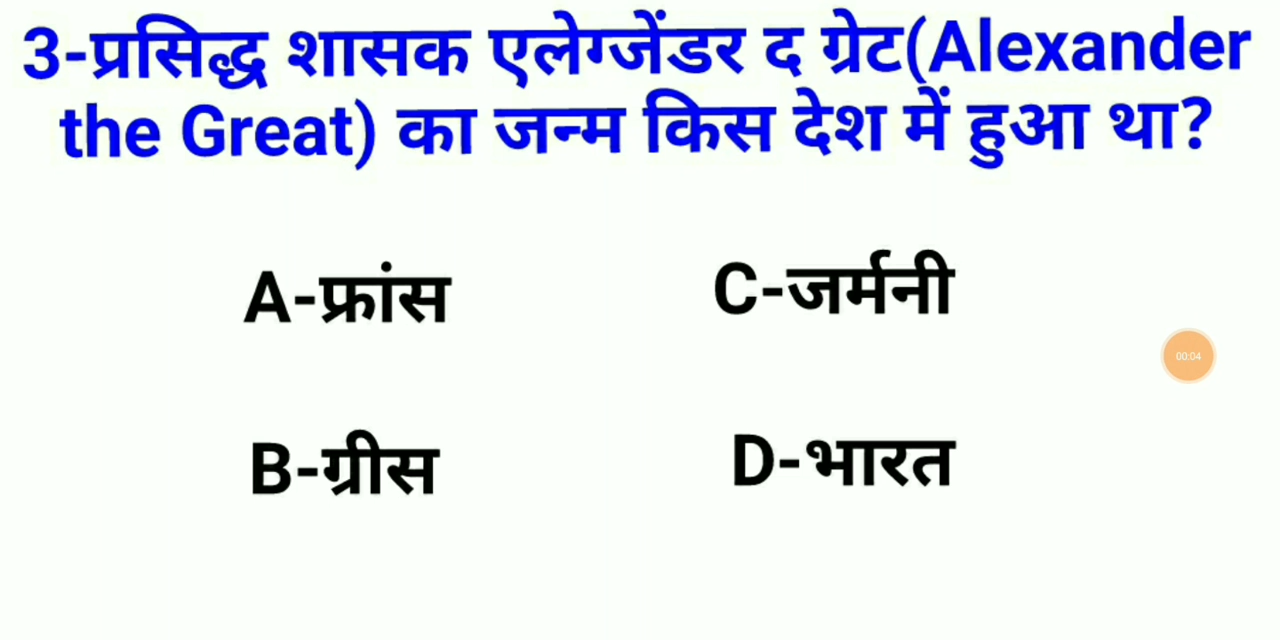 3-प्रसिद्ध शासक एलेग्जेंडर द ग्रेट(Alexander
the Great) का जन्म किस देश में हुआ था?
A-फ्रांस
C-जर्मनी
00:04
B-ग्रीस
D-भारत